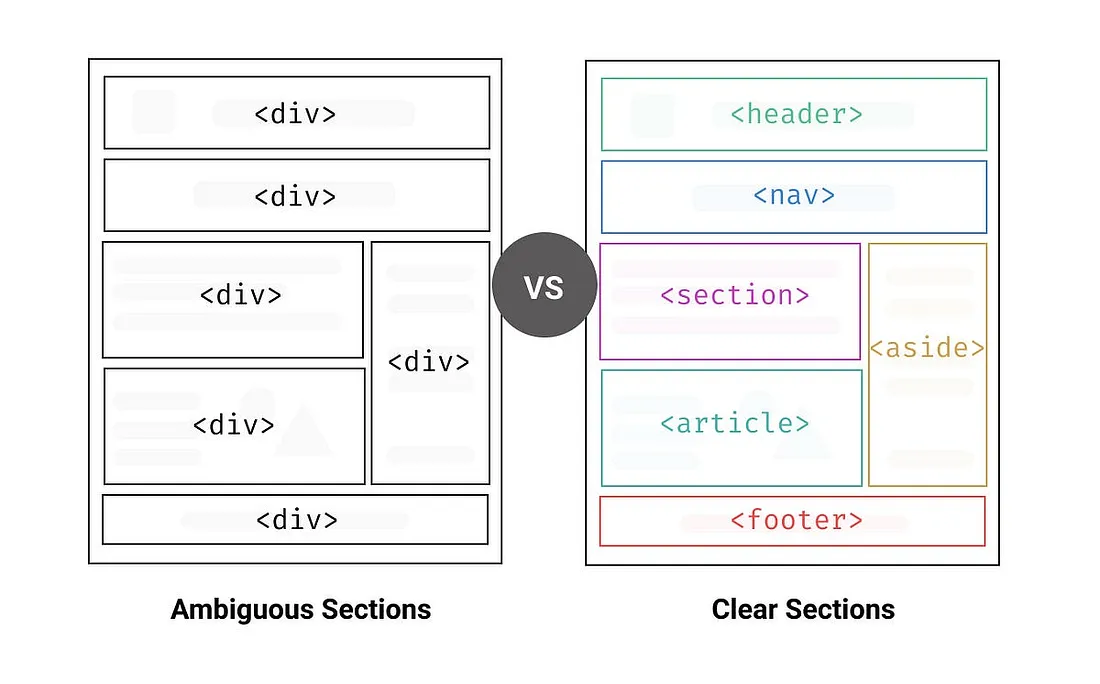 <div>
<div>
<div>
<div>
<div>
<div>
Ambiguous Sections
VS
<header>
<nav>
<section>
<aside>
<article>
<footer>
Clear Sections